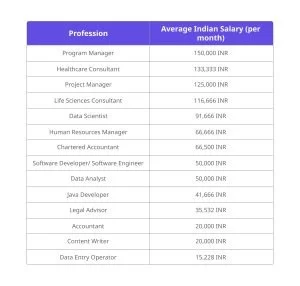 Profession Average Indian Salary (per
month)
Program Manager 150,000 INR
Healthcare Consultant 133,333 INR
Project Manager 125,000 INR
Life Sciences Consultant 116,666 INR
Data Scientist 91,666 INR
Human Resources Manager 66,666 INR
Chartered Accountant 66,500 INR
Software Developer/ Software Engineer 50,000 INR
Data Analyst 50,000 INR
Java Developer 41,666 INR
Legal Advisor 35,532 INR
Accountant 20,000 INR
Content Writer 20,000 INR
Data Entry Operator 15,228 INR